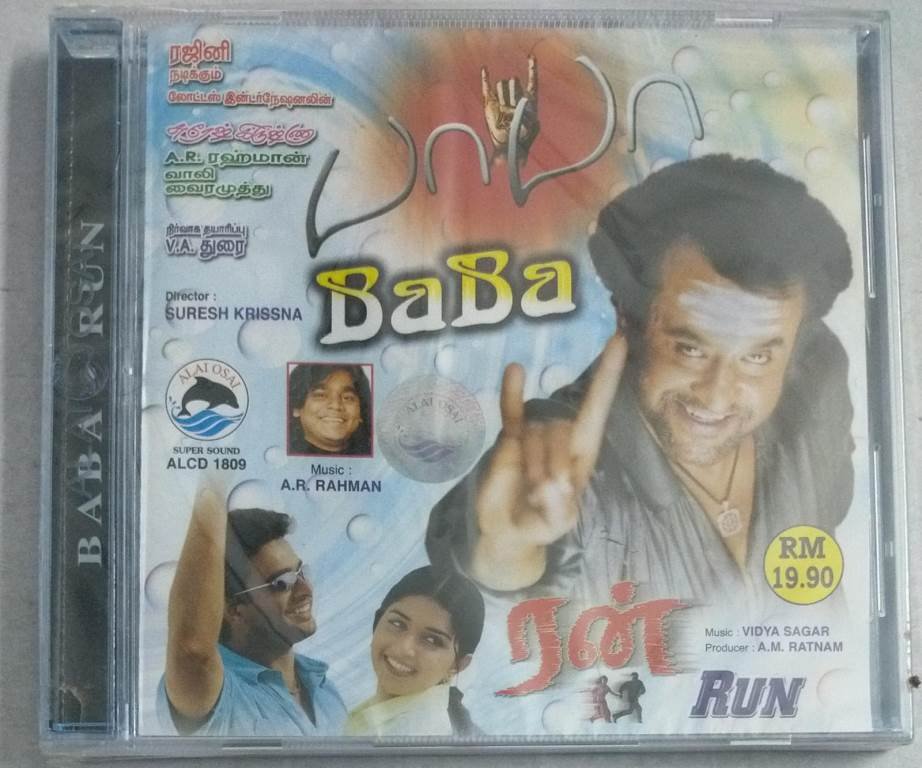 ரஜினி
நடிக்கும்
லோட்டஸ் இன்டர்நேஷனலின்
பாபா
சுரேஷ் கிருஷ்ணா
A.R. ரஹ்மான்
வாலி
வைரமுத்து
நிர்வாக தயாரிப்பு
V.A. துரை
BaBa
Director :
SURESH KRISSNA
ALAI OSAI
SUPER SOUND
ALCD 1809
ALAI OSAI
Music :
A.R. RAHMAN
RM
19.90
ரன்
Music : VIDYA SAGAR
Producer : A.M. RATNAM
RUN
BABA RUN